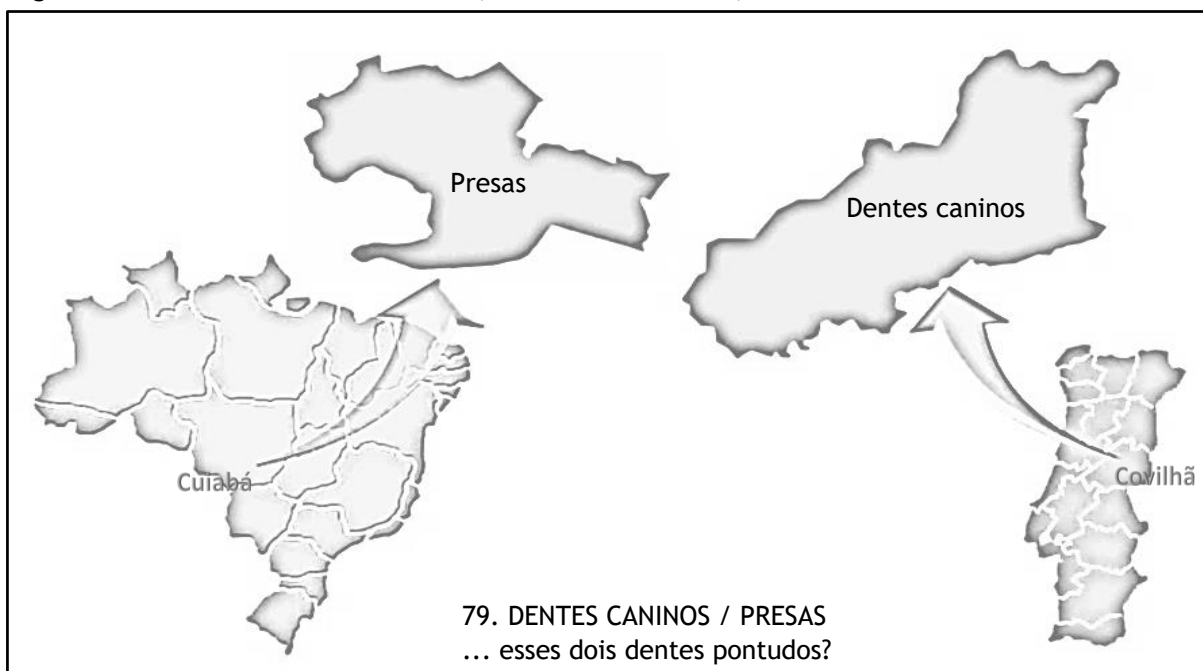 Presas
Dentes caninos
Cuiabá
Covilhã
79. DENTES CANINOS / PRESAS
... esses dois dentes pontudos?